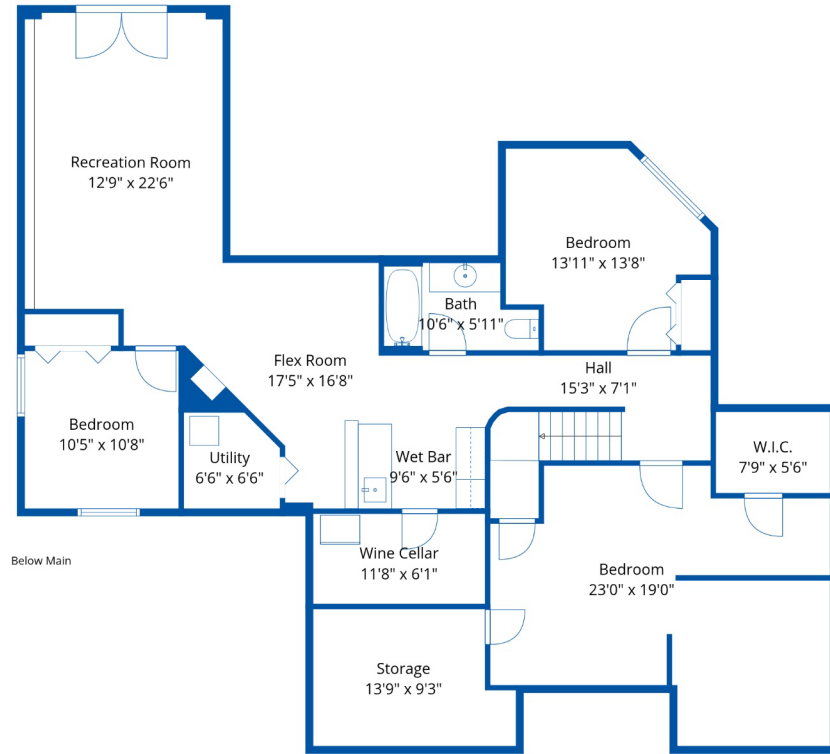 Recreation Room
12'9" x 22'6"
Bedroom
13'11" x 13'8"
Bath
10'6" x 5'11"
Flex Room
17'5" x 16'8"
Hall
15'3" x 7'1"
Bedroom
10'5" x 10'8"
Utility
6'6" x 6'6"
Wet Bar
9'6" x 5'6"
W.I.C.
7'9" x 5'6"
Below Main
Wine Cellar
11'8" x 6'1"
Bedroom
23'0" x 19'0"
Storage
13'9" x 9'3"